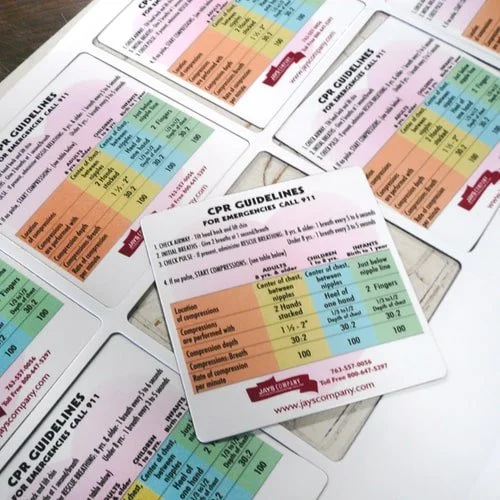 CPR GUIDELINES
FOR EMERGENCIES CALL 911
1. CHECK AIRWAY - Tilt head back and lift chin
2. INITIAL BREATHS - Give 2 breaths at 1 second/breath
3. CHECK PULSE - If present, administer RESCUE BREATHING: 8 yrs. & older - 1 breath every 5 to 6 seconds
Under 8 yrs. - 1 breath every 3 to 5 seconds
4. If no pulse, START COMPRESSIONS. (see table below)
ADULTS 8 & older
CHILDREN 1 to 8
INFANTS Birth to 1 year
Location of compressions
Center of chest, between nipples
Center of chest, between nipples
Just below nipple line
Compressions are performed with
2 Hands stacked
Heel of one hand
2 Fingers
Compression depth
1 ½ - 2"
1/3 to 1/2 Depth of chest
1/3 to 1/2 Depth of chest
Compressions:Breath
30:2
30:2
30:2
Rate of compression per minute
100
100
100
JAYS COMPANY
763-557-0056
Toll Free 800-647-5297
www.jayscompany.com